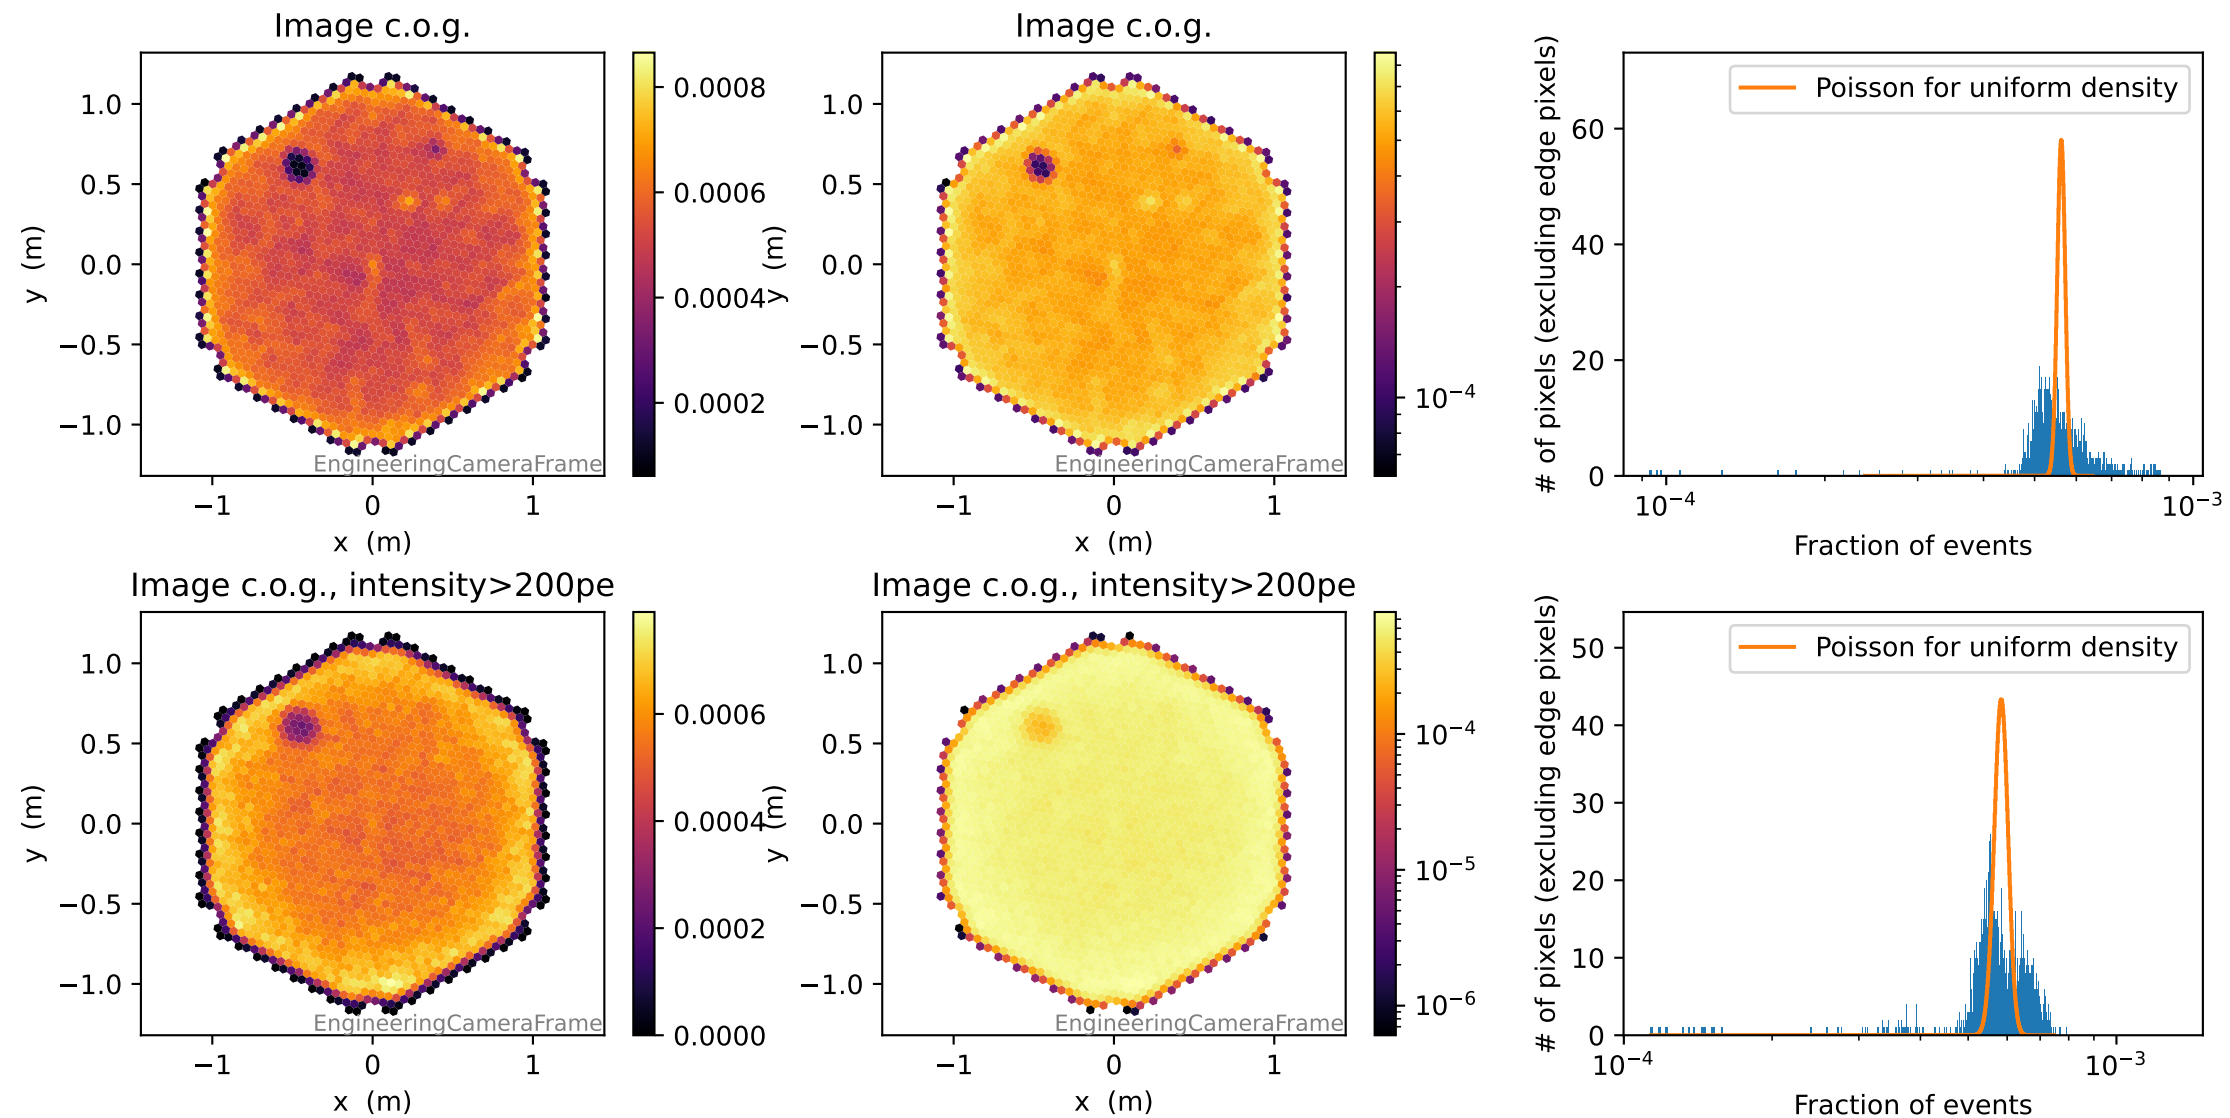 Image c.o.g.
1.0
0.5
0.0
−0.5
−1.0
y (m)
−1
0
1
x (m)
EngineeringCameraFrame
0.0008
0.0006
0.0004
0.0002
Image c.o.g.
1.0
0.5
0.0
−0.5
−1.0
y (m)
−1
0
1
x (m)
EngineeringCameraFrame
10⁻⁴
# of pixels (excluding edge pixels)
60
40
20
0
Poisson for uniform density
10⁻⁴
10⁻³
Fraction of events
Image c.o.g., intensity>200pe
1.0
0.5
0.0
−0.5
−1.0
y (m)
−1
0
1
x (m)
EngineeringCameraFrame
0.0006
0.0004
0.0002
0.0000
Image c.o.g., intensity>200pe
1.0
0.5
0.0
−0.5
−1.0
y (m)
−1
0
1
x (m)
EngineeringCameraFrame
10⁻⁴
10⁻⁵
10⁻⁶
# of pixels (excluding edge pixels)
50
40
30
20
10
0
Poisson for uniform density
10⁻⁴
10⁻³
Fraction of events